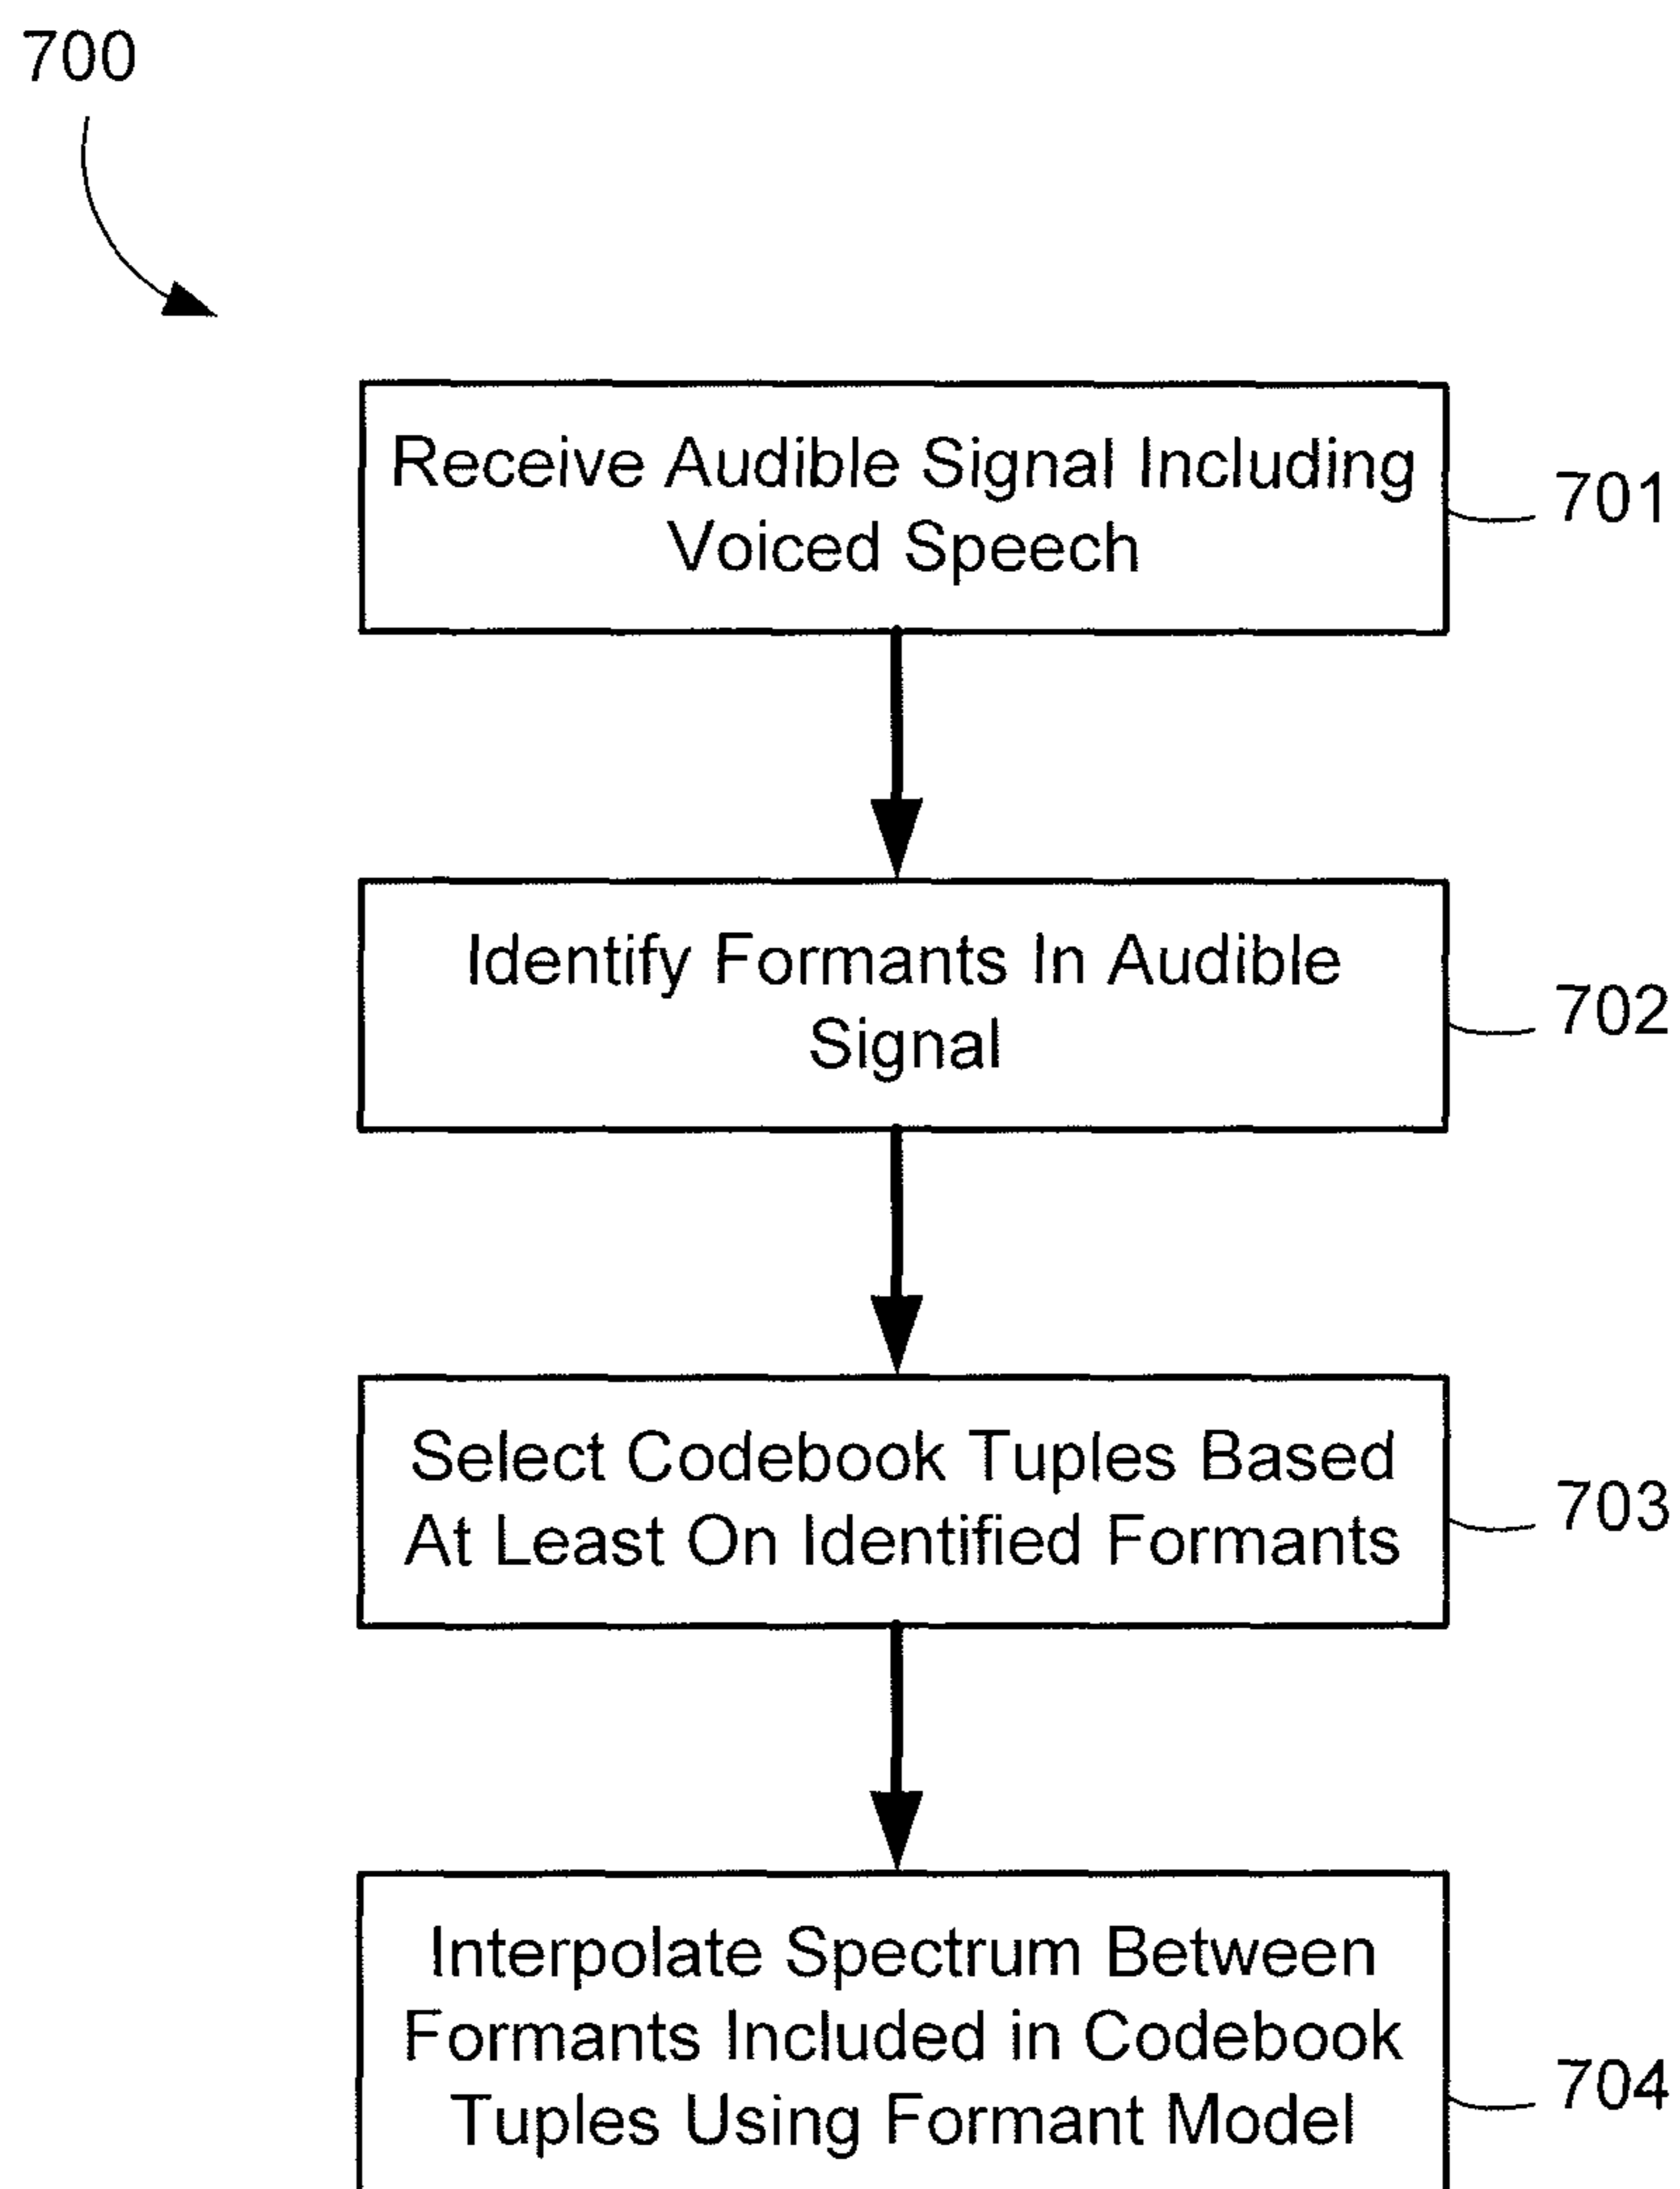 700
Receive Audible Signal Including
Voiced Speech
701
Identify Formants In Audible
Signal
702
Select Codebook Tuples Based
At Least On Identified Formants
703
Interpolate Spectrum Between
Formants Included in Codebook
Tuples Using Formant Model
704